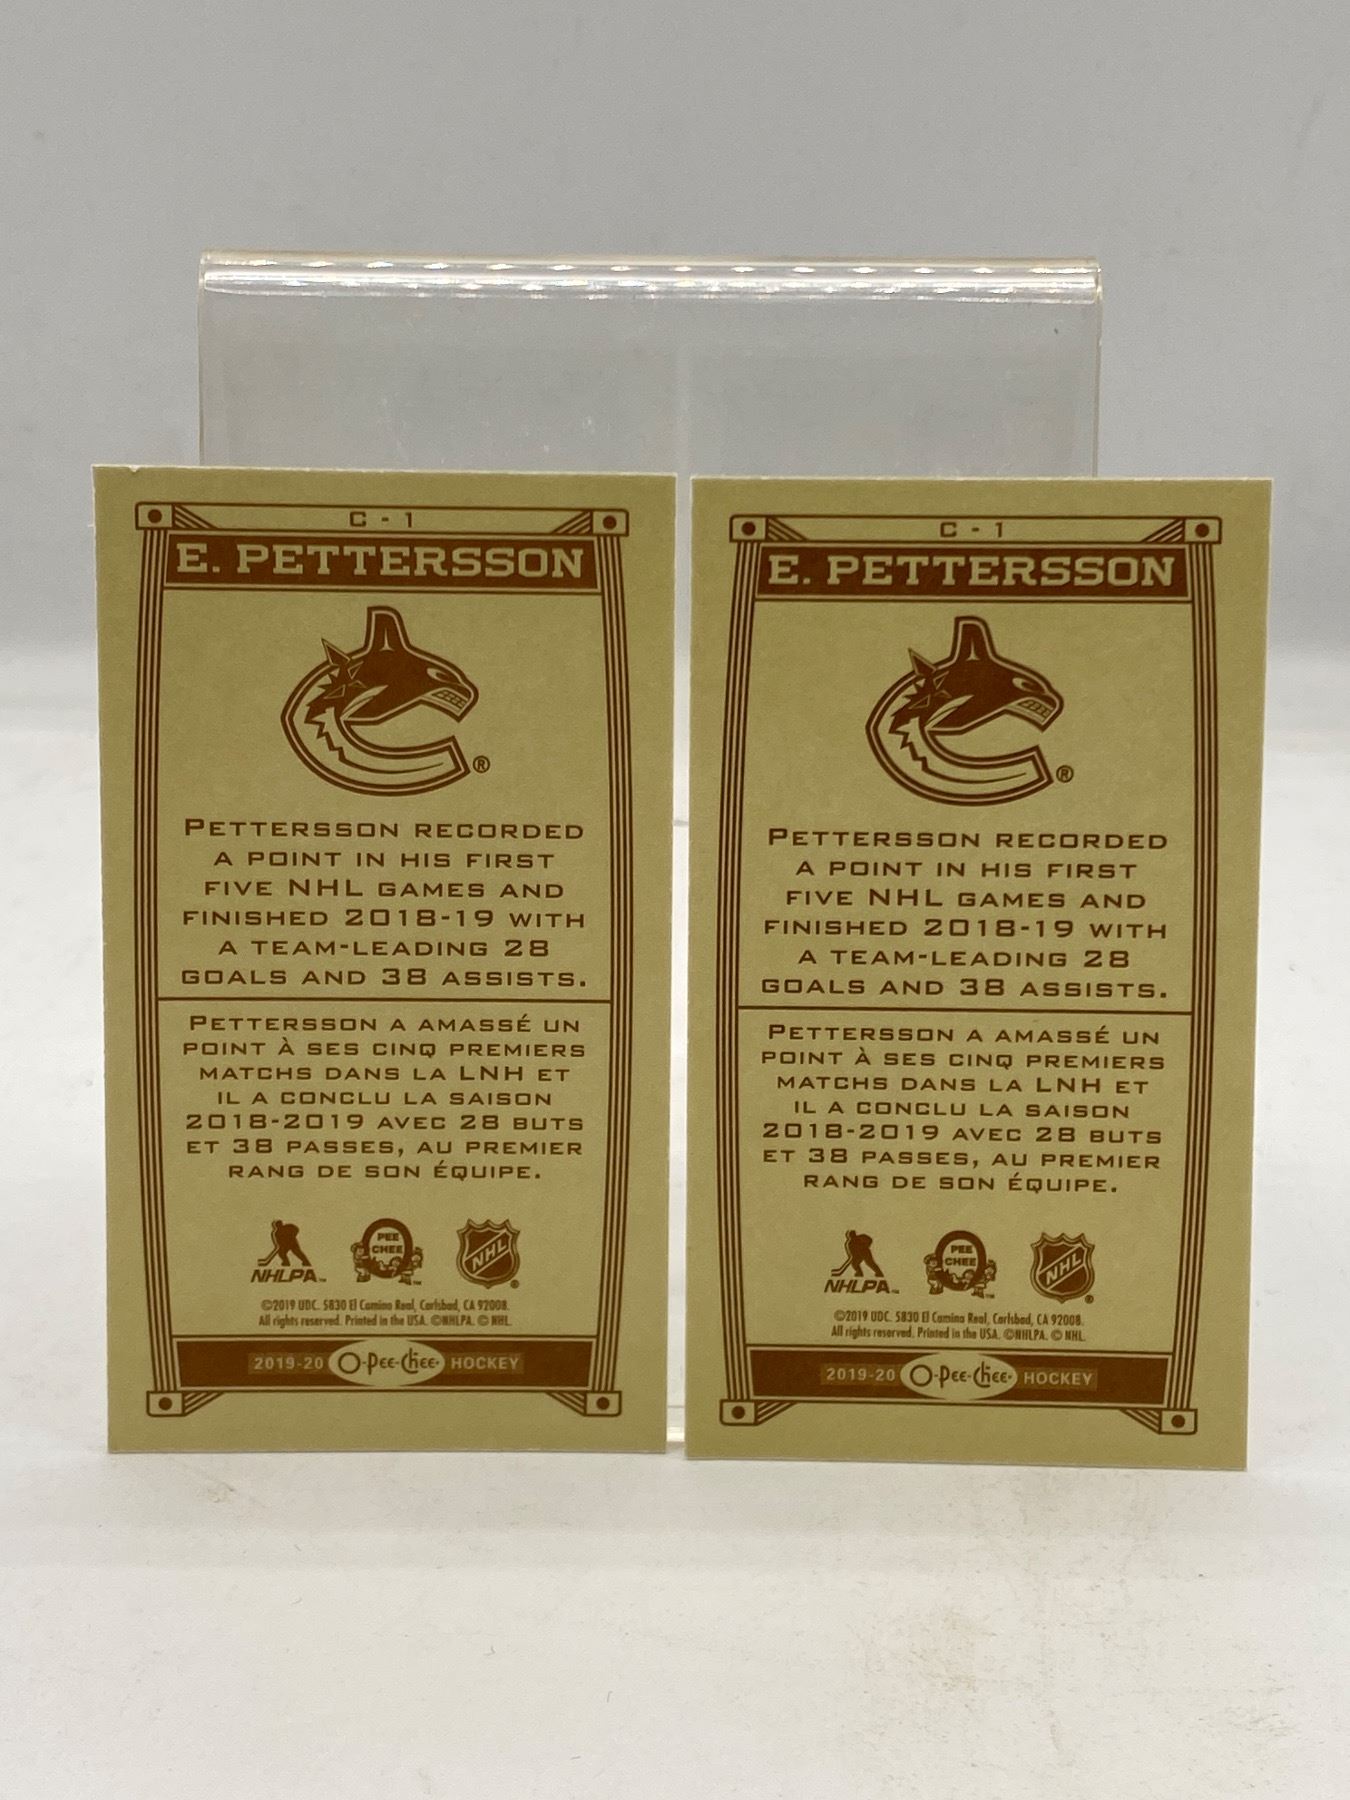 C - 1
E. PETTERSSON
®
PETTERSSON RECORDED
A POINT IN HIS FIRST
FIVE NHL GAMES AND
FINISHED 2018-19 WITH
A TEAM-LEADING 28
GOALS AND 38 ASSISTS.
PETTERSSON A AMASSÉ UN
POINT À SES CINQ PREMIERS
MATCHS DANS LA LNH ET
IL A CONCLU LA SAISON
2018-2019 AVEC 28 BUTS
ET 38 PASSES, AU PREMIER
RANG DE SON ÉQUIPE.
NHLPA™ O PEE CHEE™ NHL®
©2019 UDC. 5830 El Camino Real, Carlsbad, CA 92008.
All rights reserved. Printed in the USA. ©NHLPA. © NHL.
2019-20 O-Pee-Chee® HOCKEY
C - 1
E. PETTERSSON
®
PETTERSSON RECORDED
A POINT IN HIS FIRST
FIVE NHL GAMES AND
FINISHED 2018-19 WITH
A TEAM-LEADING 28
GOALS AND 38 ASSISTS.
PETTERSSON A AMASSÉ UN
POINT À SES CINQ PREMIERS
MATCHS DANS LA LNH ET
IL A CONCLU LA SAISON
2018-2019 AVEC 28 BUTS
ET 38 PASSES, AU PREMIER
RANG DE SON ÉQUIPE.
NHLPA™ O PEE CHEE™ NHL®
©2019 UDC. 5830 El Camino Real, Carlsbad, CA 92008.
All rights reserved. Printed in the USA. ©NHLPA. © NHL.
2019-20 O-Pee-Chee® HOCKEY